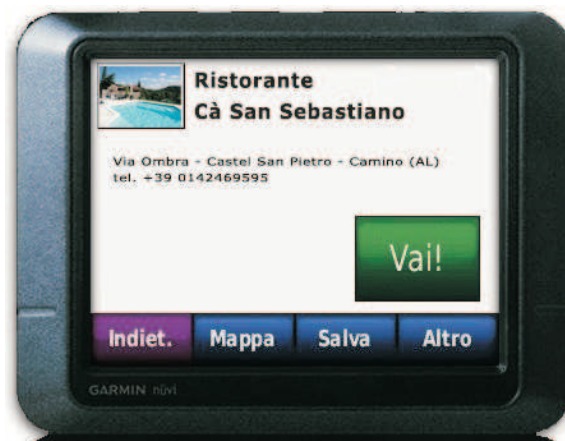 Ristorante
Cà San Sebastiano
Via Ombra - Castel San Pietro - Camino (AL)
tel. +39 0142469595
Vai!
Indiet. Mappa Salva Altro
GARMIN nüvi